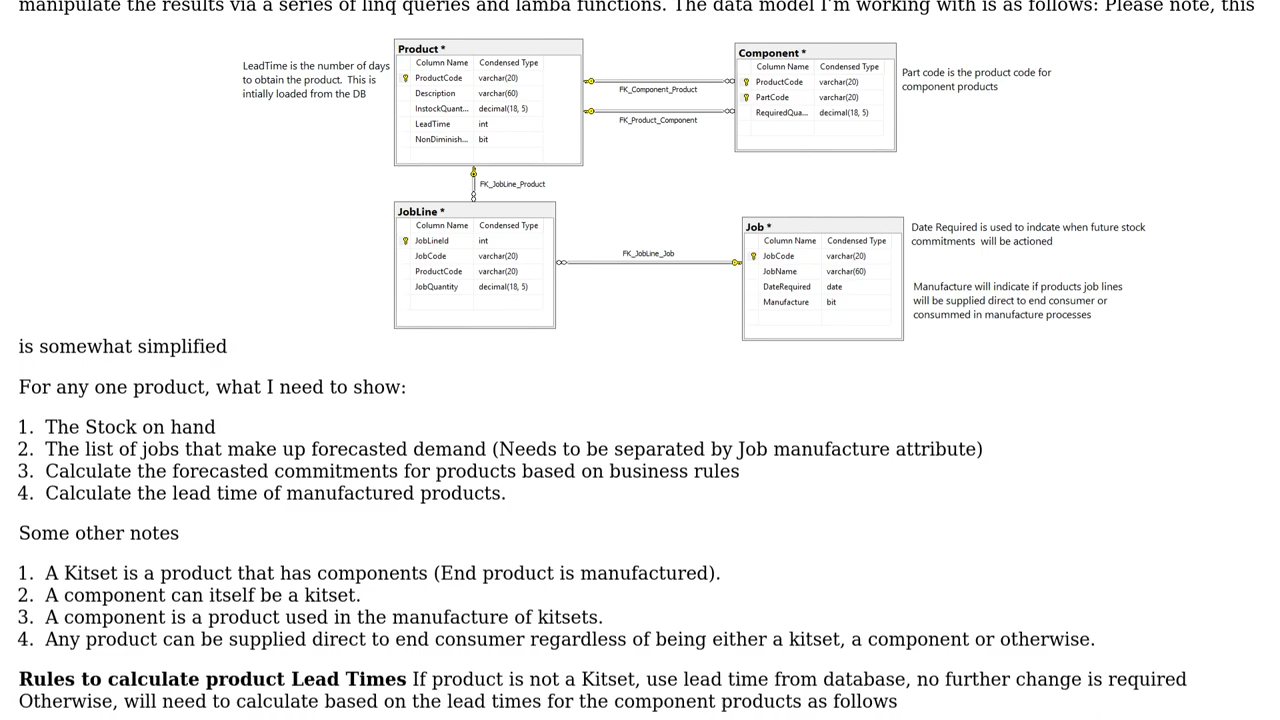 manipulate the results via a series of linq queries and lamba functions. The data model I'm working with is as follows: Please note, this
LeadTime is the number of days
to obtain the product. This is
intially loaded from the DB
Product *
Column Name Condensed Type
ProductCode varchar(20)
Description varchar(60)
InstockQuant... decimal(18, 5)
LeadTime int
NonDiminish... bit
FK_Component_Product
FK_Product_Component
Component *
Column Name Condensed Type
ProductCode varchar(20)
PartCode varchar(20)
RequiredQua... decimal(18, 5)
Part code is the product code for
component products
FK_JobLine_Product
JobLine *
Column Name Condensed Type
JobLineId int
JobCode varchar(20)
ProductCode varchar(20)
JobQuantity decimal(18, 5)
FK_JobLine_Job
Job *
Column Name Condensed Type
JobCode varchar(20)
JobName varchar(60)
DateRequired date
Manufacture bit
Date Required is used to indcate when future stock
commitments will be actioned
Manufacture will indicate if products job lines
will be supplied direct to end consumer or
consummed in manufacture processes
is somewhat simplified
For any one product, what I need to show:
1. The Stock on hand
2. The list of jobs that make up forecasted demand (Needs to be separated by Job manufacture attribute)
3. Calculate the forecasted commitments for products based on business rules
4. Calculate the lead time of manufactured products.
Some other notes
1. A Kitset is a product that has components (End product is manufactured).
2. A component can itself be a kitset.
3. A component is a product used in the manufacture of kitsets.
4. Any product can be supplied direct to end consumer regardless of being either a kitset, a component or otherwise.
Rules to calculate product Lead Times If product is not a Kitset, use lead time from database, no further change is required
Otherwise, will need to calculate based on the lead times for the component products as follows